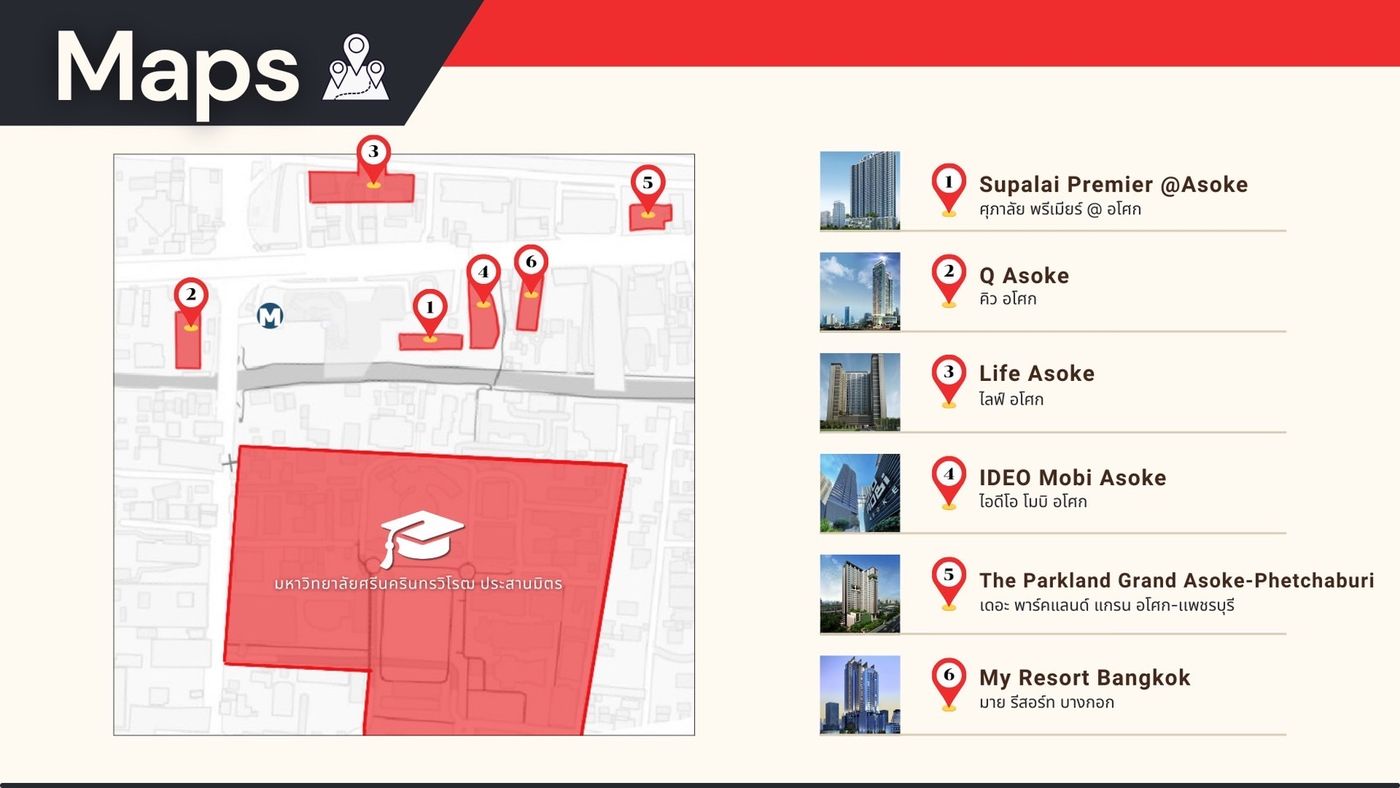 Maps
3
5
6
4
2
1
M
มหาวิทยาลัยศรีนครินทรวิโรฒ ประสานมิตร
1
Supalai Premier @Asoke
ศุภาลัย พรีเมียร์ @ อโศก
2
Q Asoke
คิว อโศก
3
Life Asoke
ไลฟ์ อโศก
4
IDEO Mobi Asoke
ไอดีโอ โมบิ อโศก
5
The Parkland Grand Asoke-Phetchaburi
เดอะ พาร์คแลนด์ แกรน อโศก-เเพชรบุรี
6
My Resort Bangkok
มาย รีสอร์ท บางกอก